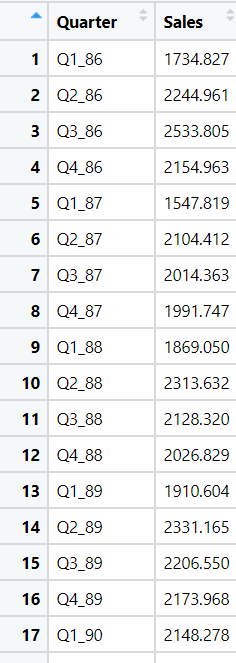 Quarter Sales
1 Q1_86 1734.827
2 Q2_86 2244.961
3 Q3_86 2533.805
4 Q4_86 2154.963
5 Q1_87 1547.819
6 Q2_87 2104.412
7 Q3_87 2014.363
8 Q4_87 1991.747
9 Q1_88 1869.050
10 Q2_88 2313.632
11 Q3_88 2128.320
12 Q4_88 2026.829
13 Q1_89 1910.604
14 Q2_89 2331.165
15 Q3_89 2206.550
16 Q4_89 2173.968
17 Q1_90 2148.278